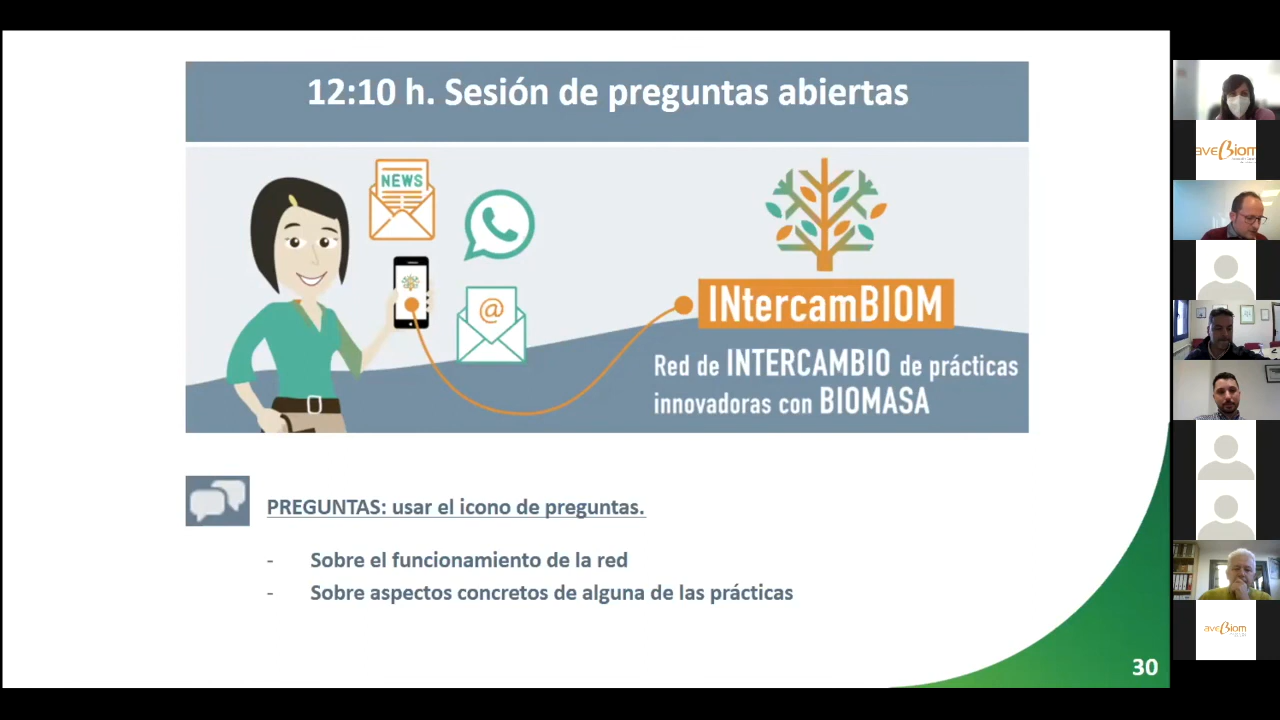 12:10 h. Sesión de preguntas abiertas
NEWS
@
INtercamBIOM
Red de INTERCAMBIO de prácticas
innovadoras con BIOMASA
PREGUNTAS: usar el icono de preguntas.
- Sobre el funcionamiento de la red
- Sobre aspectos concretos de alguna de las prácticas
30
aveBiom
aveBiom